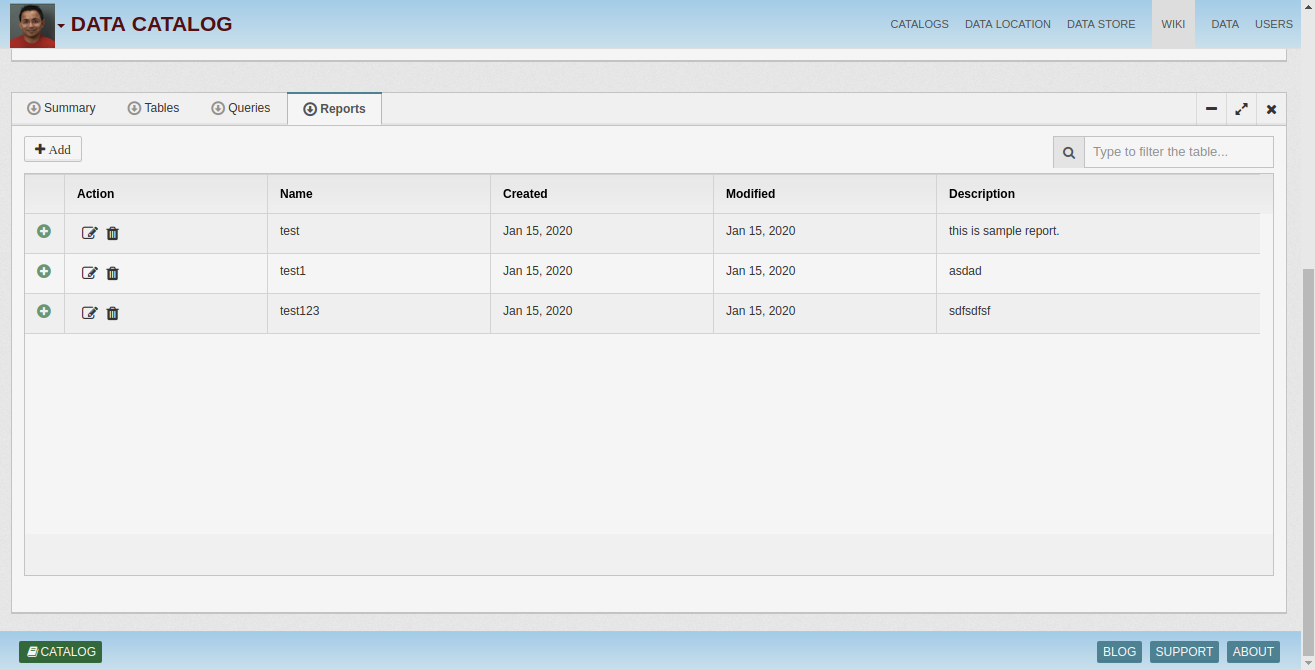 DATA CATALOG
CATALOGS DATA LOCATION DATA STORE WIKI DATA USERS
Summary Tables Queries Reports
Add
Type to filter the table...
Action Name Created Modified Description
test Jan 15, 2020 Jan 15, 2020 this is sample report.
test1 Jan 15, 2020 Jan 15, 2020 asdad
test123 Jan 15, 2020 Jan 15, 2020 sdfsdfsf
CATALOG BLOG SUPPORT ABOUT